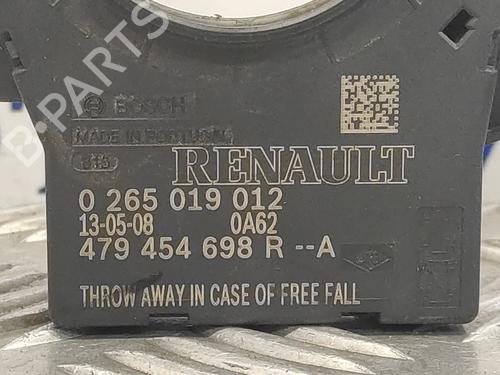 B-PARTS
BOSCH
MADE IN PORTUGAL
RENAULT
0 265 019 012
13-05-08 0A62
479 454 698 R --A
THROW AWAY IN CASE OF FREE FALL